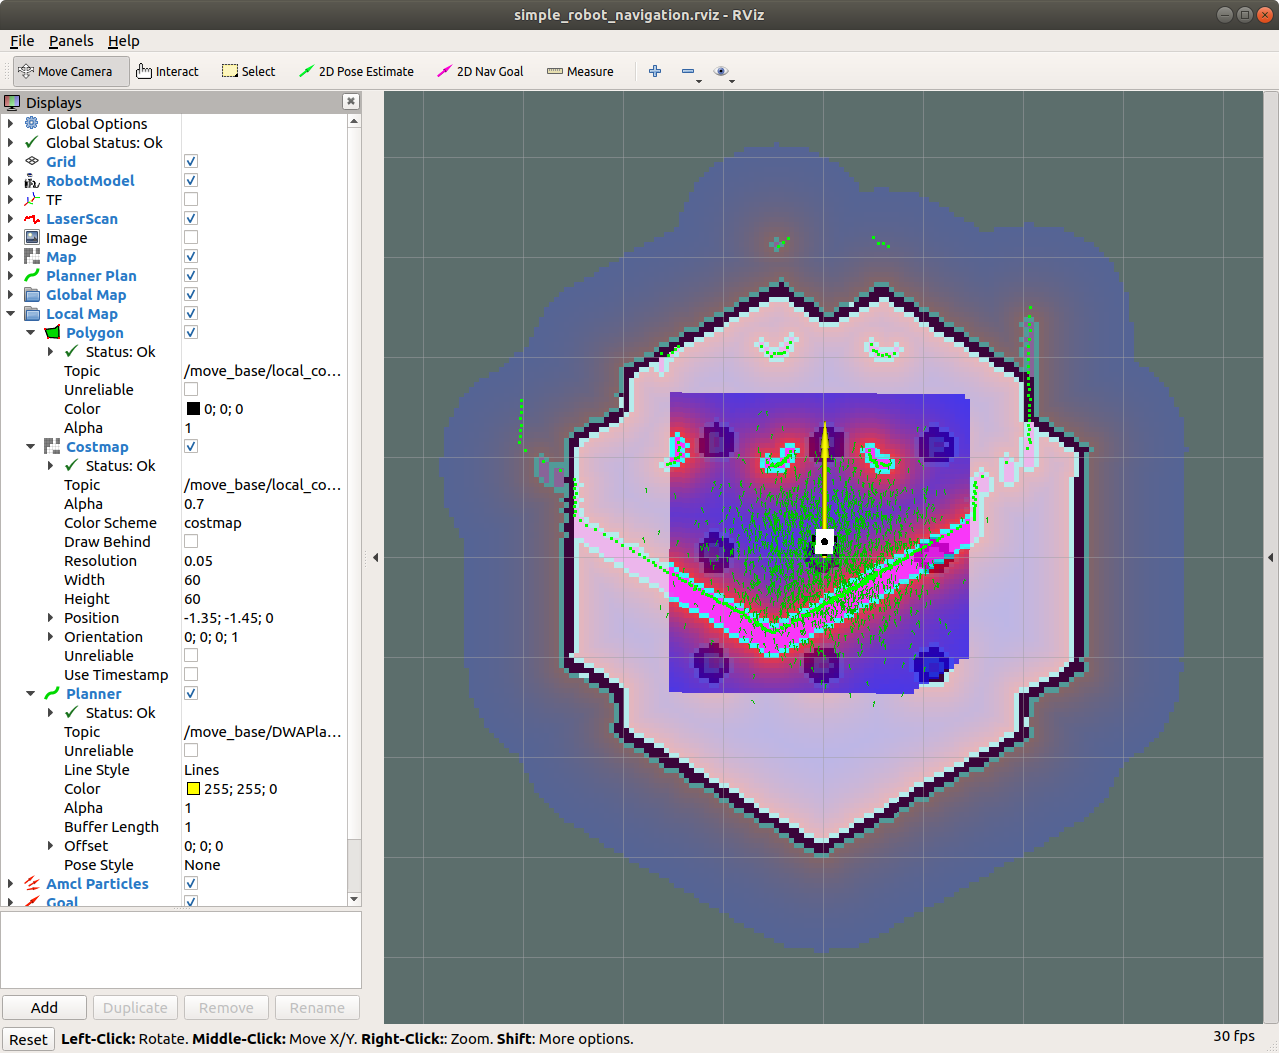 simple_robot_navigation.rviz - RViz
File Panels Help
Move Camera Interact Select 2D Pose Estimate 2D Nav Goal Measure
Displays
Global Options
Global Status: Ok
Grid
RobotModel
TF
LaserScan
Image
Map
Planner Plan
Global Map
Local Map
Polygon
Status: Ok
Topic /move_base/local_co...
Unreliable
Color 0; 0; 0
Alpha 1
Costmap
Status: Ok
Topic /move_base/local_co...
Alpha 0.7
Color Scheme costmap
Draw Behind
Resolution 0.05
Width 60
Height 60
Position -1.35; -1.45; 0
Orientation 0; 0; 0; 1
Unreliable
Use Timestamp
Planner
Status: Ok
Topic /move_base/DWAPla...
Unreliable
Line Style Lines
Color 255; 255; 0
Alpha 1
Buffer Length 1
Offset 0; 0; 0
Pose Style None
Amcl Particles
Goal
Add Duplicate Remove Rename
Reset Left-Click: Rotate. Middle-Click: Move X/Y. Right-Click:: Zoom. Shift: More options. 30 fps